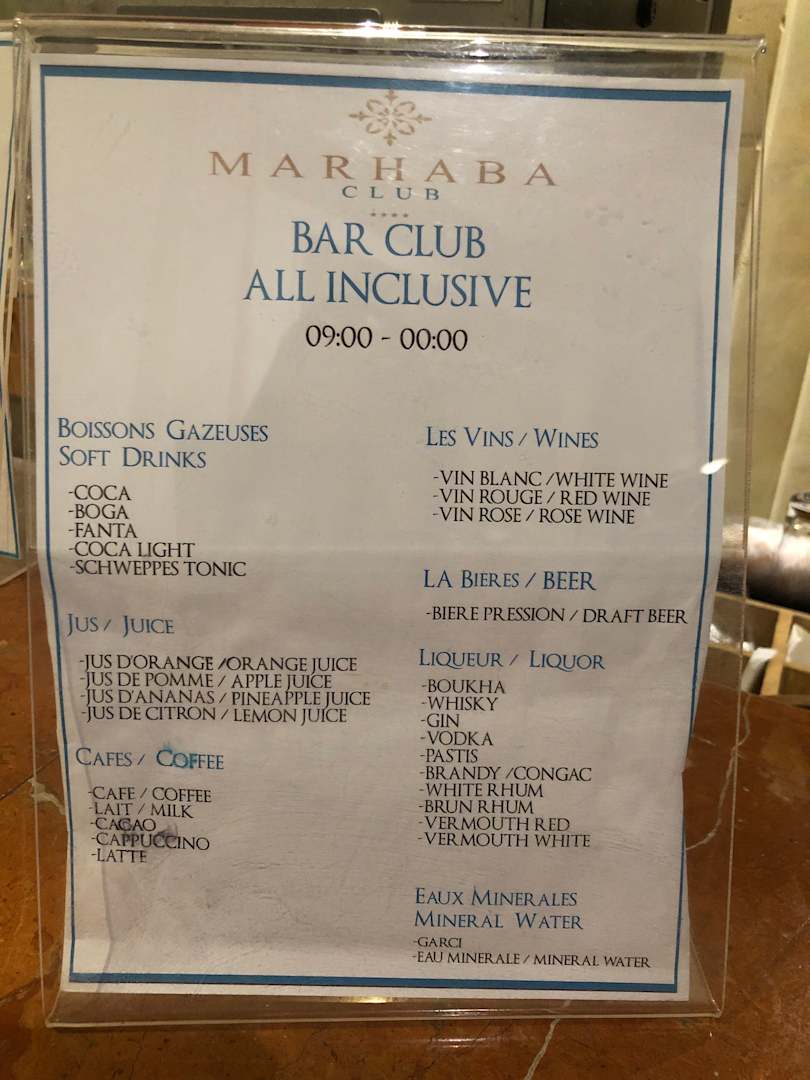 MARHABA
CLUB
BAR CLUB
ALL INCLUSIVE
09:00 - 00:00
BOISSONS GAZEUSES
SOFT DRINKS
-COCA
-BOGA
-FANTA
-COCA LIGHT
-SCHWEPPES TONIC
JUS / JUICE
-JUS D'ORANGE /ORANGE JUICE
-JUS DE POMME / APPLE JUICE
-JUS D'ANANAS / PINEAPPLE JUICE
-JUS DE CITRON / LEMON JUICE
CAFES / COFFEE
-CAFE / COFFEE
-LAIT / MILK
-CACAO
-CAPPUCCINO
-LATTE
LES VINS / WINES
-VIN BLANC /WHITE WINE
-VIN ROUGE / RED WINE
-VIN ROSE / ROSE WINE
LA BIERES / BEER
-BIERE PRESSION / DRAFT BEER
LIQUEUR / LIQUOR
-BOUKHA
-WHISKY
-GIN
-VODKA
-PASTIS
-BRANDY /CONGAC
-WHITE RHUM
-BRUN RHUM
-VERMOUTH RED
-VERMOUTH WHITE
EAUX MINERALES
MINERAL WATER
-GARCI
-EAU MINERALE / MINERAL WATER